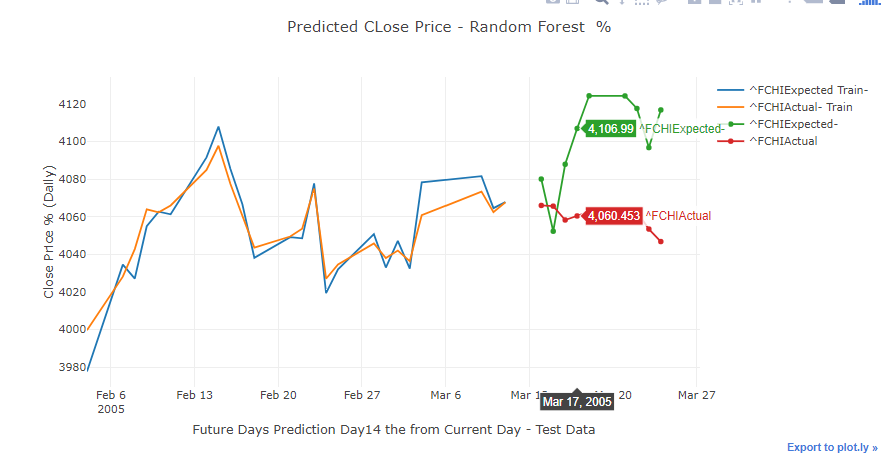 Predicted CLose Price - Random Forest %
4120
4100
4080
4060
4040
4020
4000
3980
Close Price % (Daily)
^FCHIExpected Train-
^FCHIActual- Train
^FCHIExpected-
^FCHIActual
4,106.99 ^FCHIExpected-
4,060.453 ^FCHIActual
Feb 6
2005
Feb 13
Feb 20
Feb 27
Mar 6
Mar 27
Mar 17, 2005
Future Days Prediction Day14 the from Current Day - Test Data
Export to plot.ly »